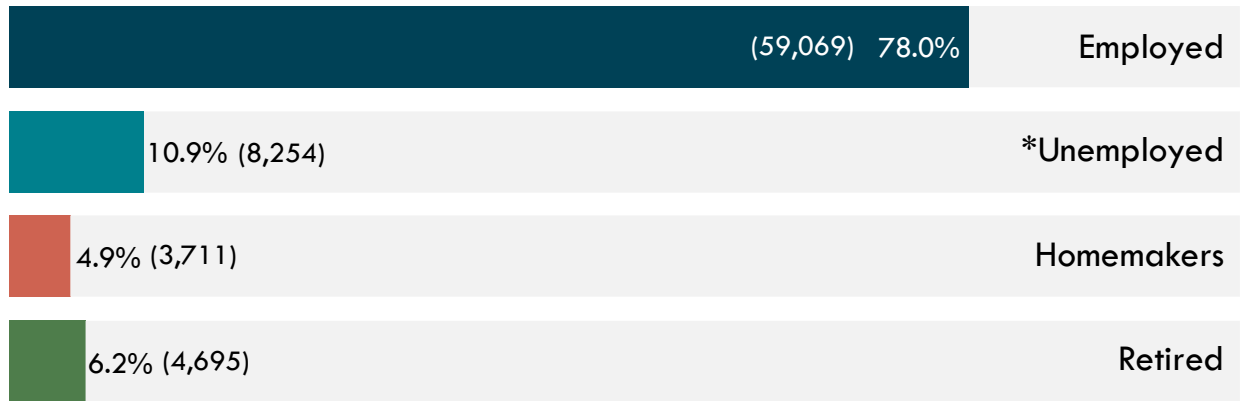 (59,069) 78.0% Employed
10.9% (8,254) *Unemployed
4.9% (3,711) Homemakers
6.2% (4,695) Retired